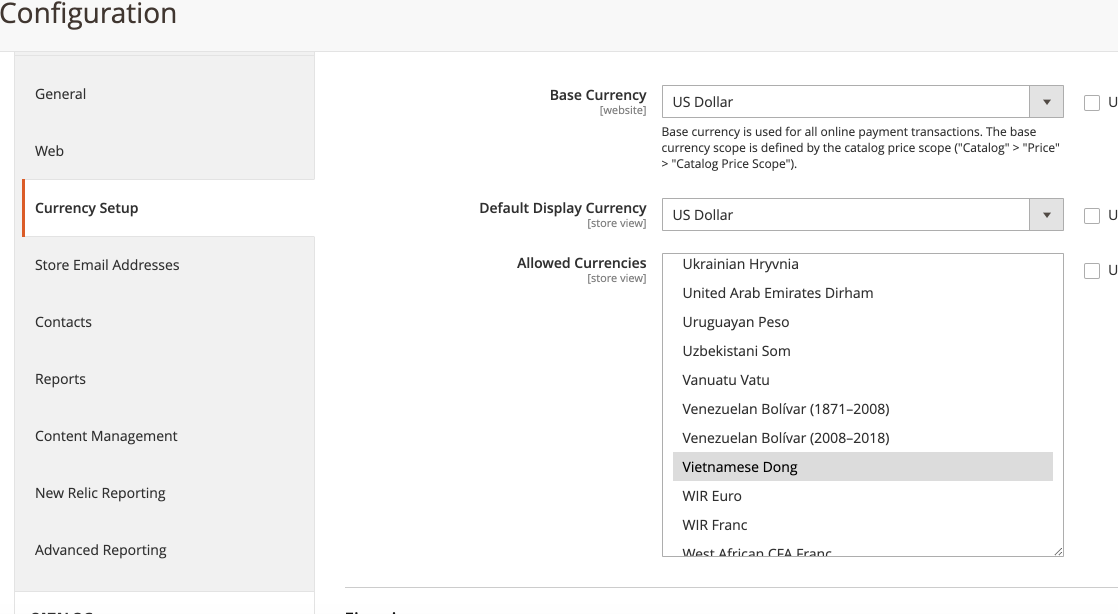 Configuration
General
Web
Currency Setup
Store Email Addresses
Contacts
Reports
Content Management
New Relic Reporting
Advanced Reporting
Base Currency
[website]
US Dollar
U
Base currency is used for all online payment transactions. The base
currency scope is defined by the catalog price scope ("Catalog" > "Price"
> "Catalog Price Scope").
Default Display Currency
[store view]
US Dollar
U
Allowed Currencies
[store view]
U
Ukrainian Hryvnia
United Arab Emirates Dirham
Uruguayan Peso
Uzbekistani Som
Vanuatu Vatu
Venezuelan Bolívar (1871–2008)
Venezuelan Bolívar (2008–2018)
Vietnamese Dong
WIR Euro
WIR Franc
West African CFA Franc